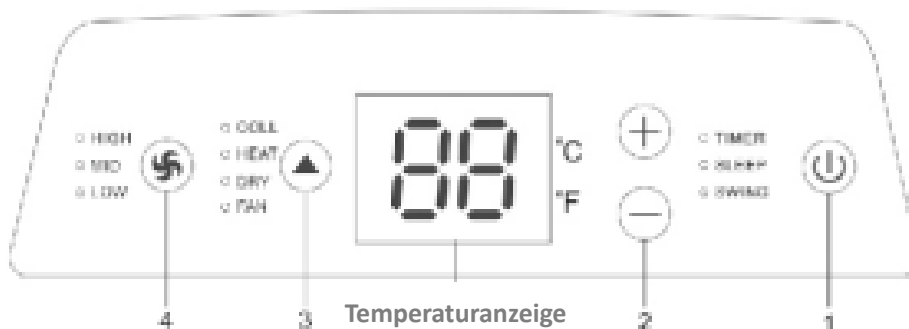 HIGH
MID
LOW
COLL
HEAT
DRY
FAN
88
°C
°F
TIMER
SLEEP
SWING
4
3
Temperaturanzeige
2
1